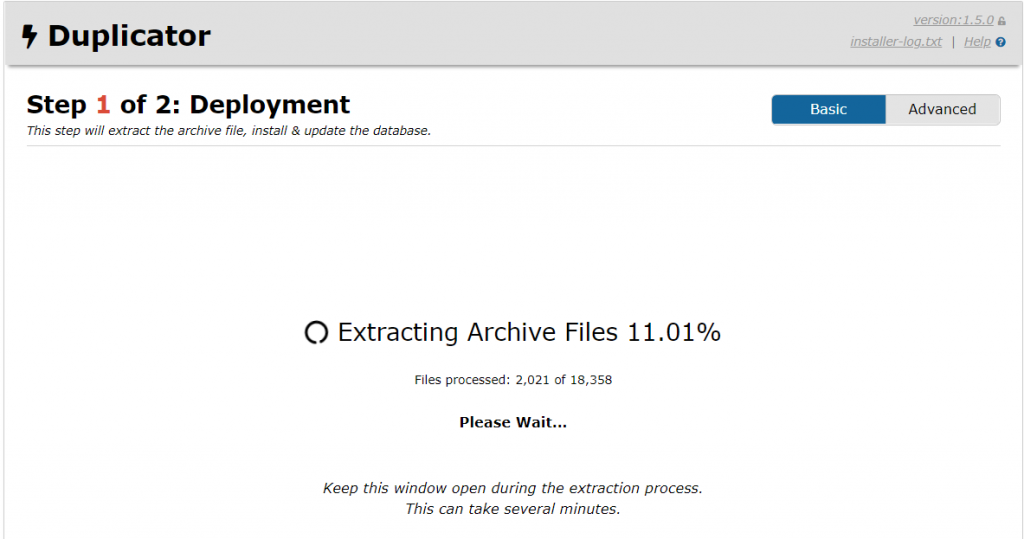 Duplicator
version:1.5.0
installer-log.txt | Help
Step 1 of 2: Deployment
This step will extract the archive file, install & update the database.
Basic Advanced
Extracting Archive Files 11.01%
Files processed: 2,021 of 18,358
Please Wait...
Keep this window open during the extraction process.
This can take several minutes.